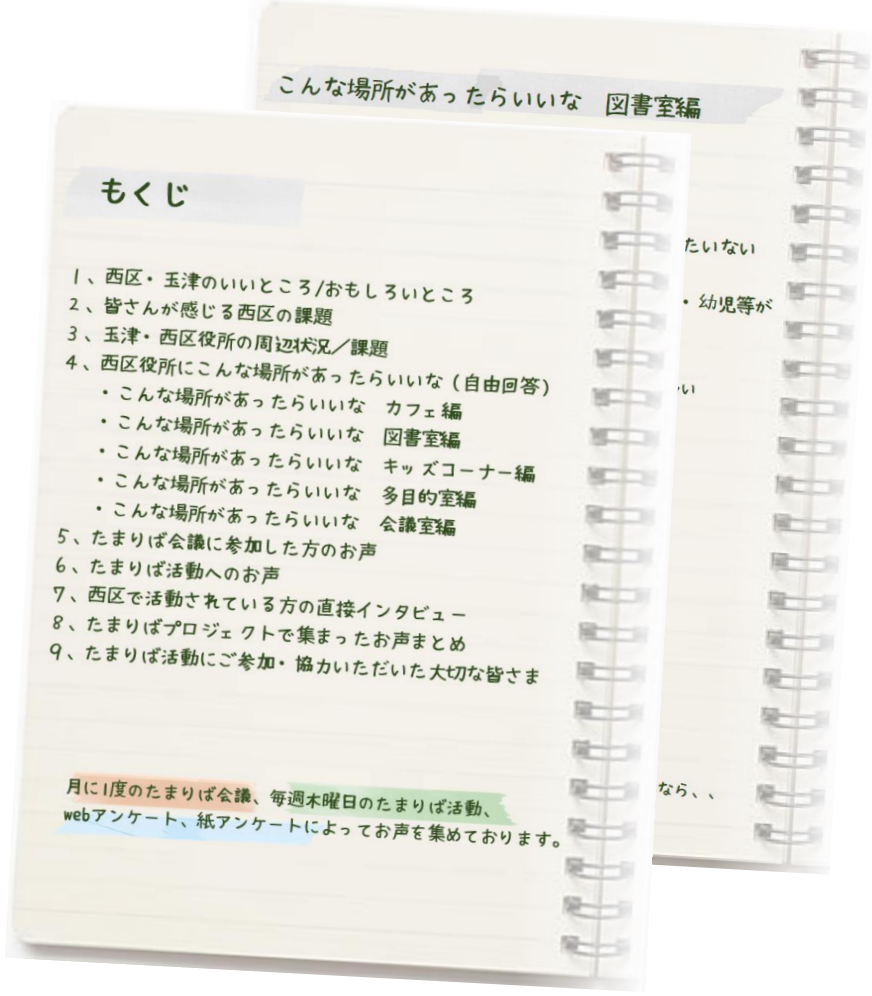 こんな場所があったらいいな　図書室編
たいない
・幼児等が
い
なら、、
もくじ
1、西区・玉津のいいところ/おもしろいところ
2、皆さんが感じる西区の課題
3、玉津・西区役所の周辺状況／課題
4、西区役所にこんな場所があったらいいな（自由回答）
・こんな場所があったらいいな　カフェ編
・こんな場所があったらいいな　図書室編
・こんな場所があったらいいな　キッズコーナー編
・こんな場所があったらいいな　多目的室編
・こんな場所があったらいいな　会議室編
5、たまりば会議に参加した方のお声
6、たまりば活動へのお声
7、西区で活動されている方の直接インタビュー
8、たまりばプロジェクトで集まったお声まとめ
9、たまりば活動にご参加・協力いただいた大切な皆さま
月に1度のたまりば会議、毎週木曜日のたまりば活動、
webアンケート、紙アンケートによってお声を集めております。